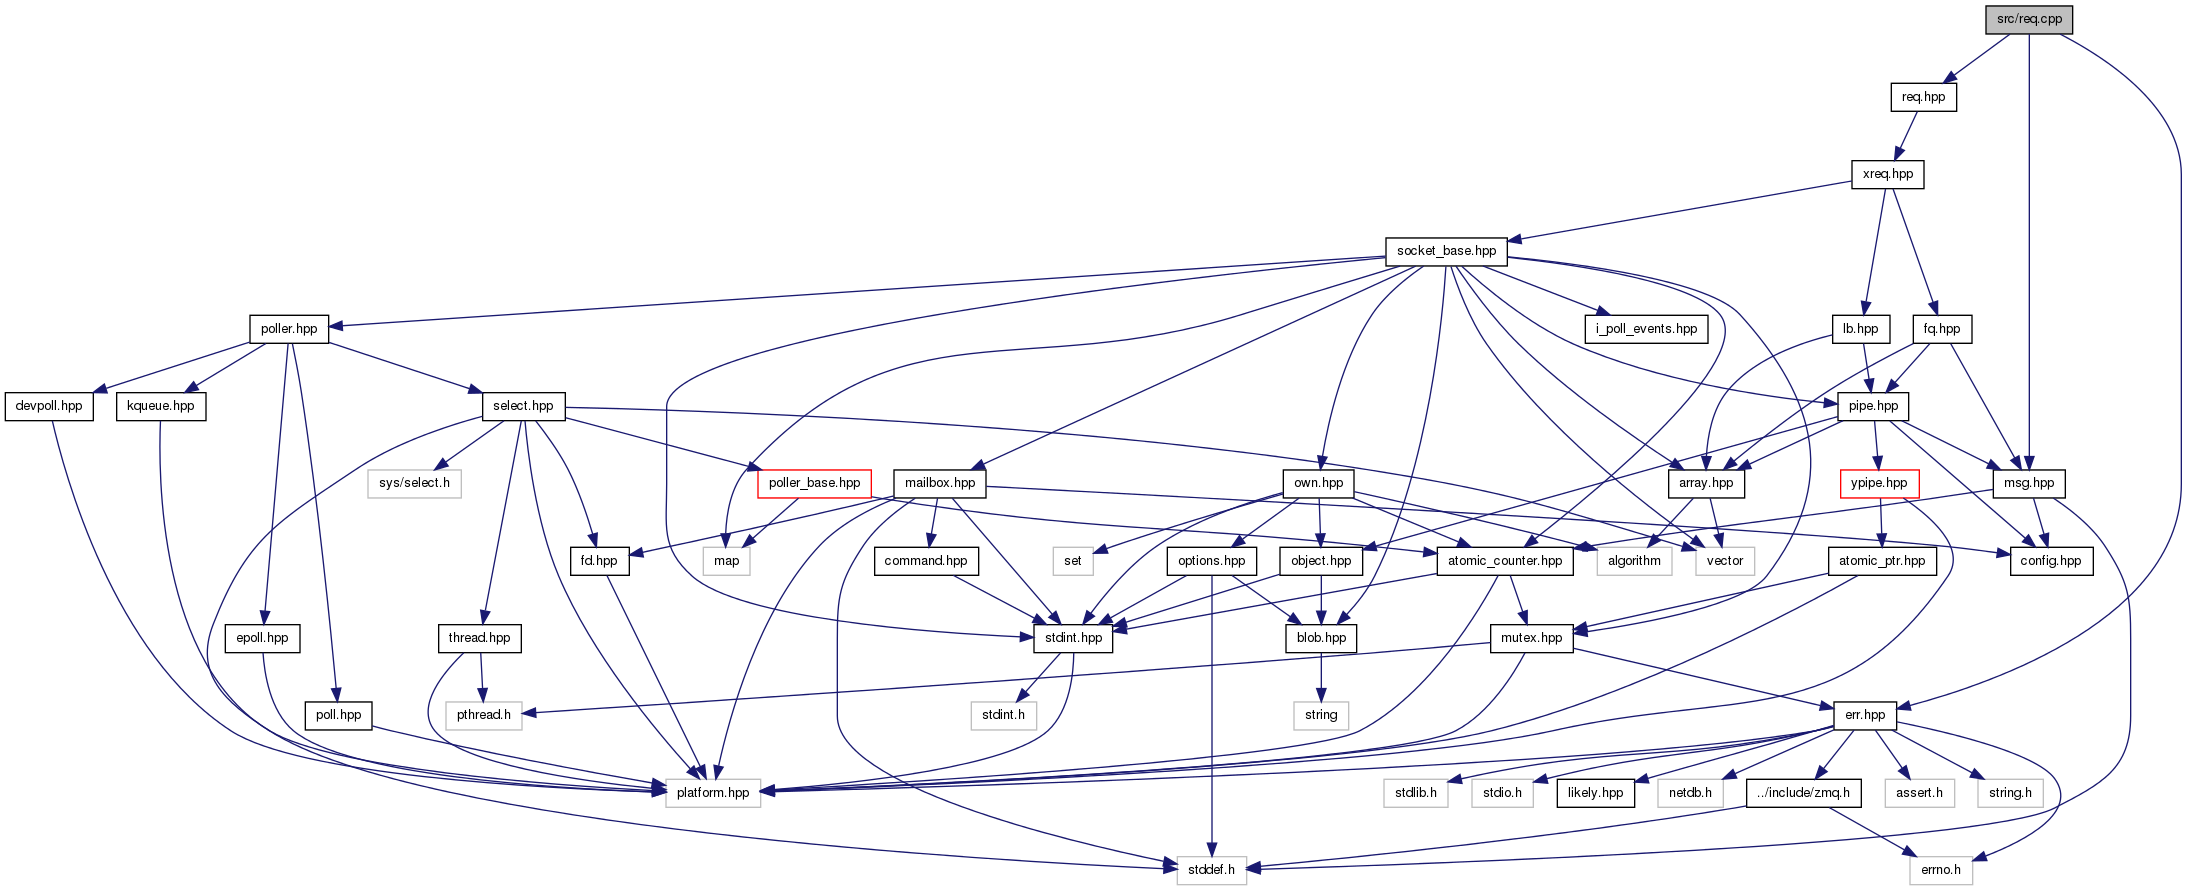 src/req.cpp
req.hpp
xreq.hpp
socket_base.hpp
poller.hpp
i_poll_events.hpp
lb.hpp
fq.hpp
devpoll.hpp
kqueue.hpp
select.hpp
pipe.hpp
sys/select.h
poller_base.hpp
mailbox.hpp
own.hpp
array.hpp
ypipe.hpp
msg.hpp
fd.hpp
map
command.hpp
set
options.hpp
object.hpp
atomic_counter.hpp
algorithm
vector
atomic_ptr.hpp
config.hpp
epoll.hpp
thread.hpp
stdint.hpp
blob.hpp
mutex.hpp
poll.hpp
pthread.h
stdint.h
string
err.hpp
platform.hpp
stdlib.h
stdio.h
likely.hpp
netdb.h
../include/zmq.h
assert.h
string.h
stddef.h
errno.h